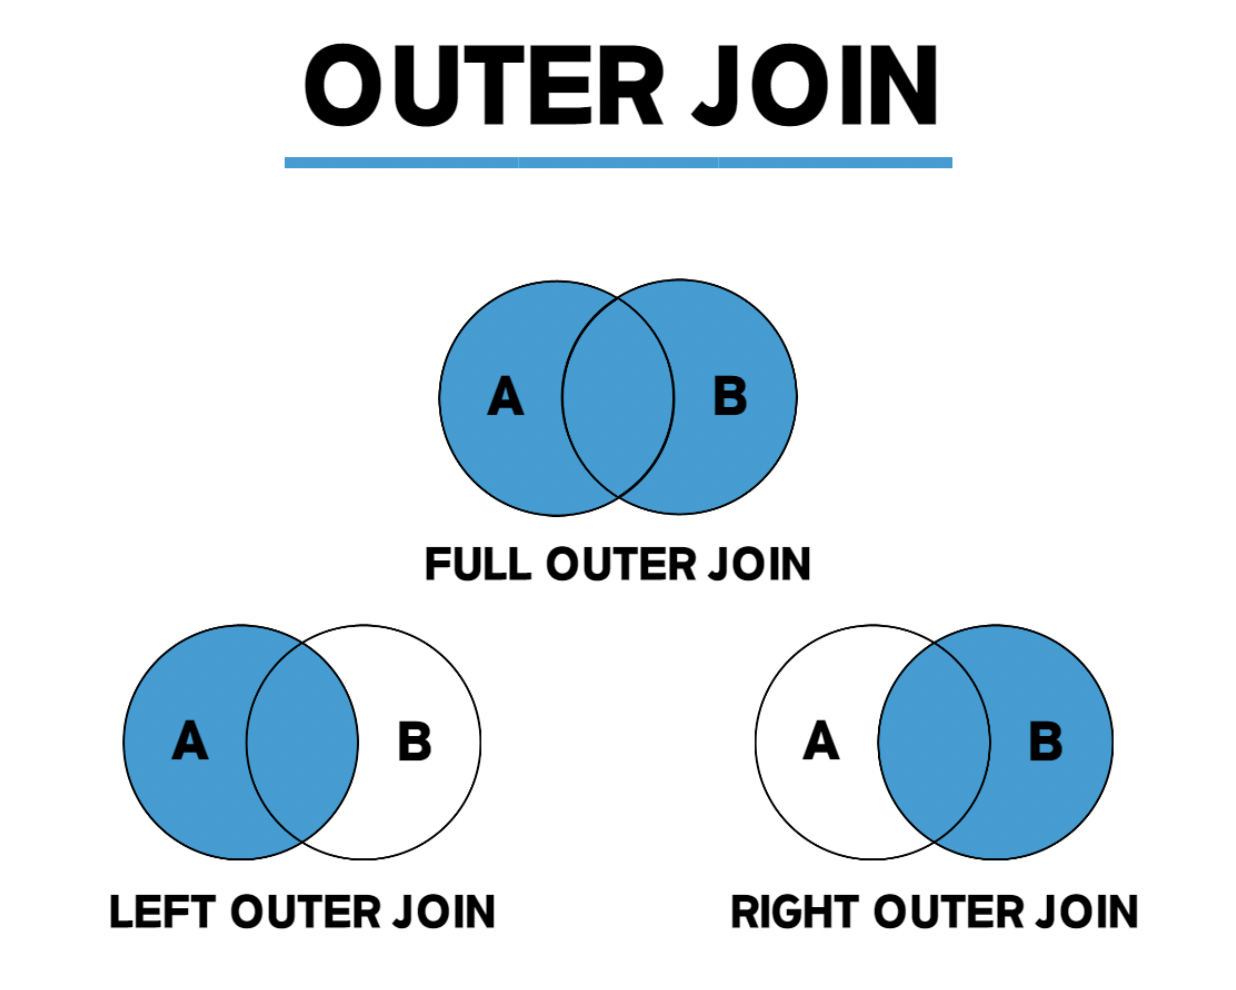 OUTER JOIN
A B
FULL OUTER JOIN
A B
A B
LEFT OUTER JOIN
RIGHT OUTER JOIN